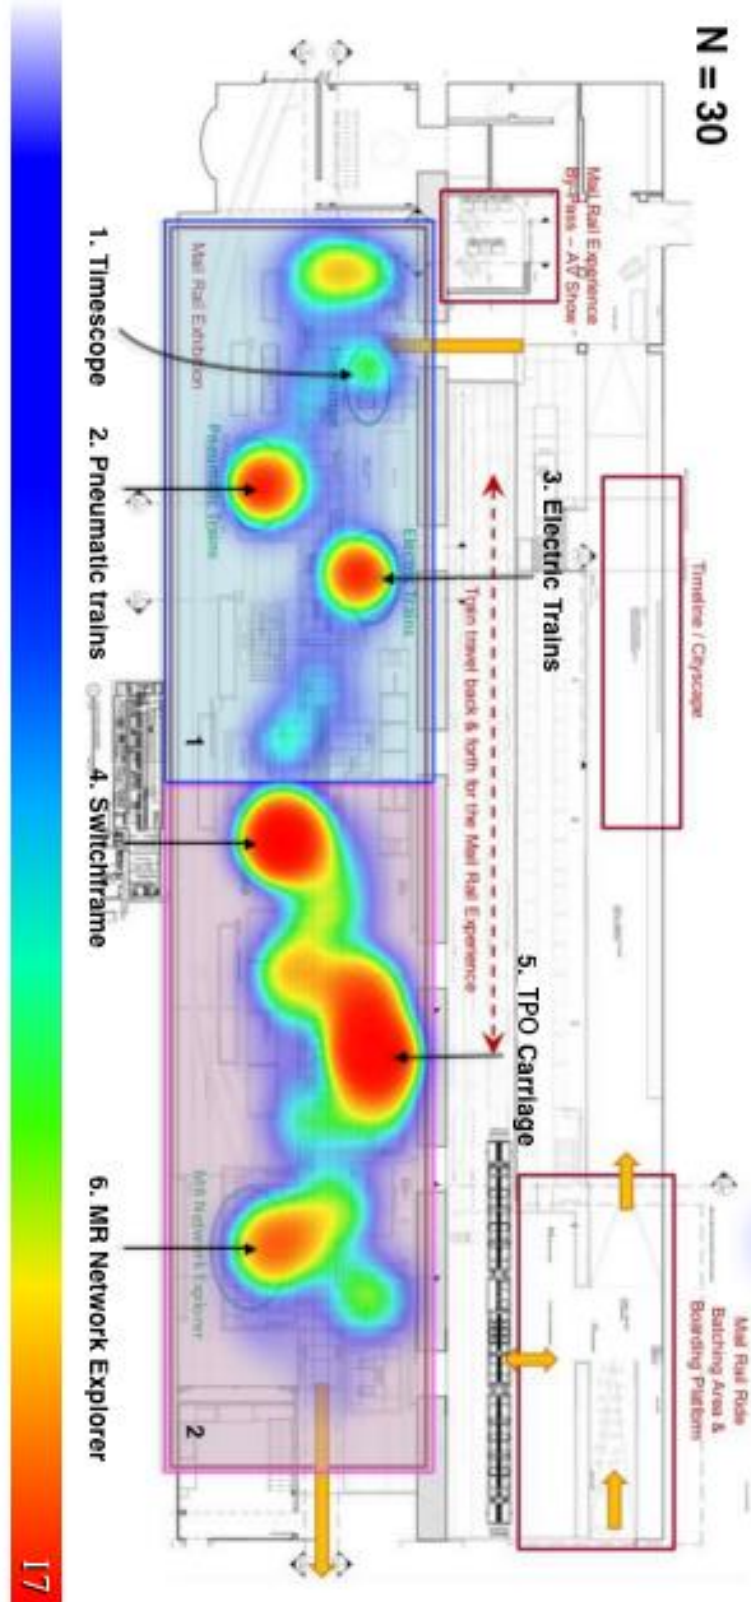 N = 30
Mail Rail Experience
By-Pass – AV Show -
Timeline / Cityscape
Mail Rail Ride
Batching Area &
Boarding Platform
3. Electric Trains
5. TPO Carriage
Train travel back & forth for the Mail Rail Experience
Electric Trains
Pneumatic Trains
Mail Rail Exhibition
MR Network Explorer
1
2
1. Timescope
2. Pneumatic trains
4. Switchframe
6. MR Network Explorer
17